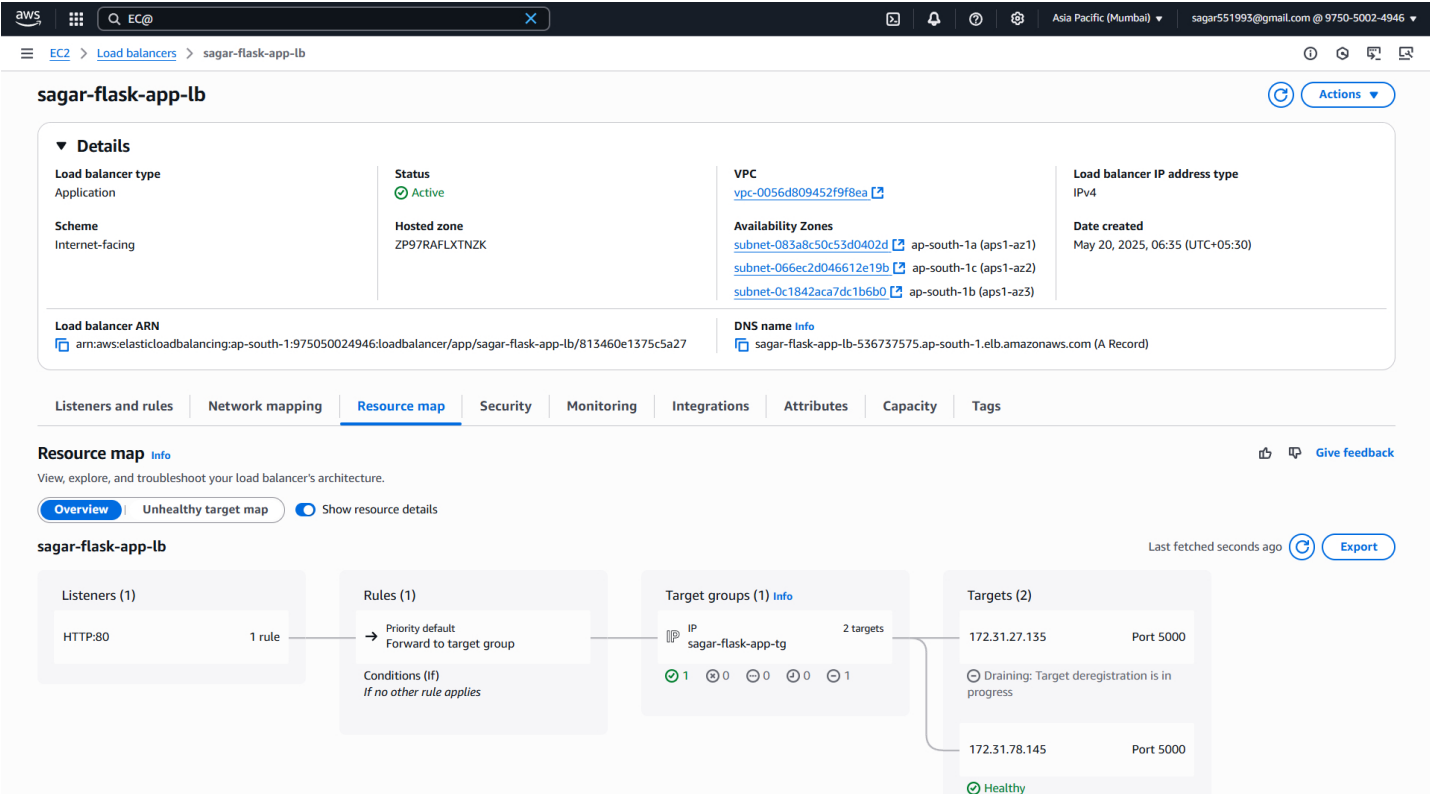 aws
EC@
Asia Pacific (Mumbai)
sagar551993@gmail.com @ 9750-5002-4946
EC2 > Load balancers > sagar-flask-app-lb
sagar-flask-app-lb
Actions
Details
Load balancer type
Application
Status
Active
VPC
vpc-0056d809452f9f8ea
Load balancer IP address type
IPv4
Scheme
Internet-facing
Hosted zone
ZP97RAFLXTNZK
Availability Zones
subnet-083a8c50c53d0402d ap-south-1a (aps1-az1)
subnet-066ec2d046612e19b ap-south-1c (aps1-az2)
subnet-0c1842aca7dc1b6b0 ap-south-1b (aps1-az3)
Date created
May 20, 2025, 06:35 (UTC+05:30)
Load balancer ARN
arn:aws:elasticloadbalancing:ap-south-1:975050024946:loadbalancer/app/sagar-flask-app-lb/813460e1375c5a27
DNS name Info
sagar-flask-app-lb-536737575.ap-south-1.elb.amazonaws.com (A Record)
Listeners and rules
Network mapping
Resource map
Security
Monitoring
Integrations
Attributes
Capacity
Tags
Resource map Info
Give feedback
View, explore, and troubleshoot your load balancer's architecture.
Overview
Unhealthy target map
Show resource details
sagar-flask-app-lb
Last fetched seconds ago
Export
Listeners (1)
HTTP:80 1 rule
Rules (1)
Priority default
Forward to target group
Conditions (If)
If no other rule applies
Target groups (1) Info
IP 2 targets
sagar-flask-app-tg
1 0 0 0 1
Targets (2)
172.31.27.135 Port 5000
Draining: Target deregistration is in
progress
172.31.78.145 Port 5000
Healthy